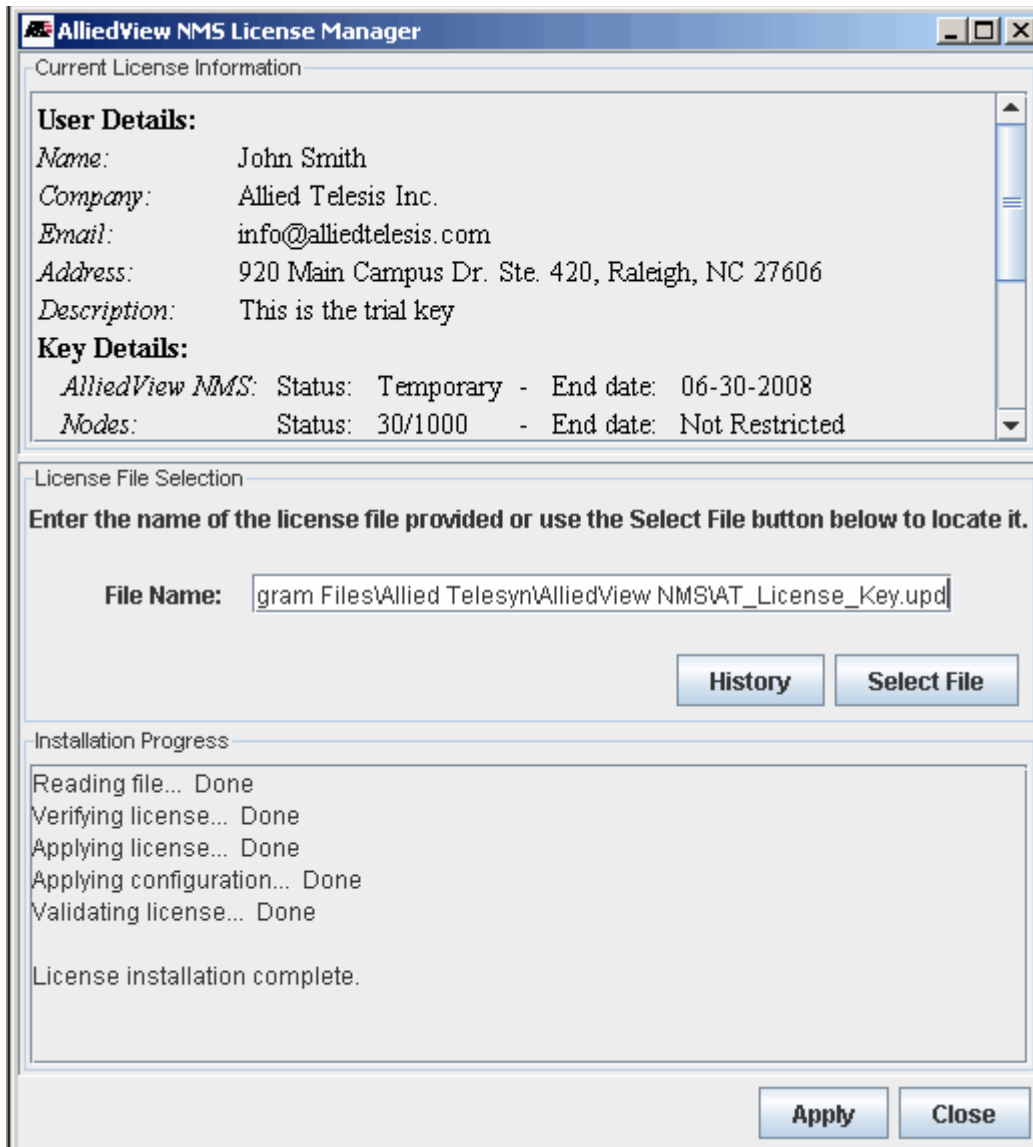 AlliedView NMS License Manager
Current License Information
User Details:
Name: John Smith
Company: Allied Telesis Inc.
Email: info@alliedtelesis.com
Address: 920 Main Campus Dr. Ste. 420, Raleigh, NC 27606
Description: This is the trial key
Key Details:
AlliedView NMS: Status: Temporary - End date: 06-30-2008
Nodes: Status: 30/1000 - End date: Not Restricted
License File Selection
Enter the name of the license file provided or use the Select File button below to locate it.
File Name: gram Files\Allied Telesyn\AlliedView NMS\AT_License_Key.upd
History Select File
Installation Progress
Reading file... Done
Verifying license... Done
Applying license... Done
Applying configuration... Done
Validating license... Done
License installation complete.
Apply Close